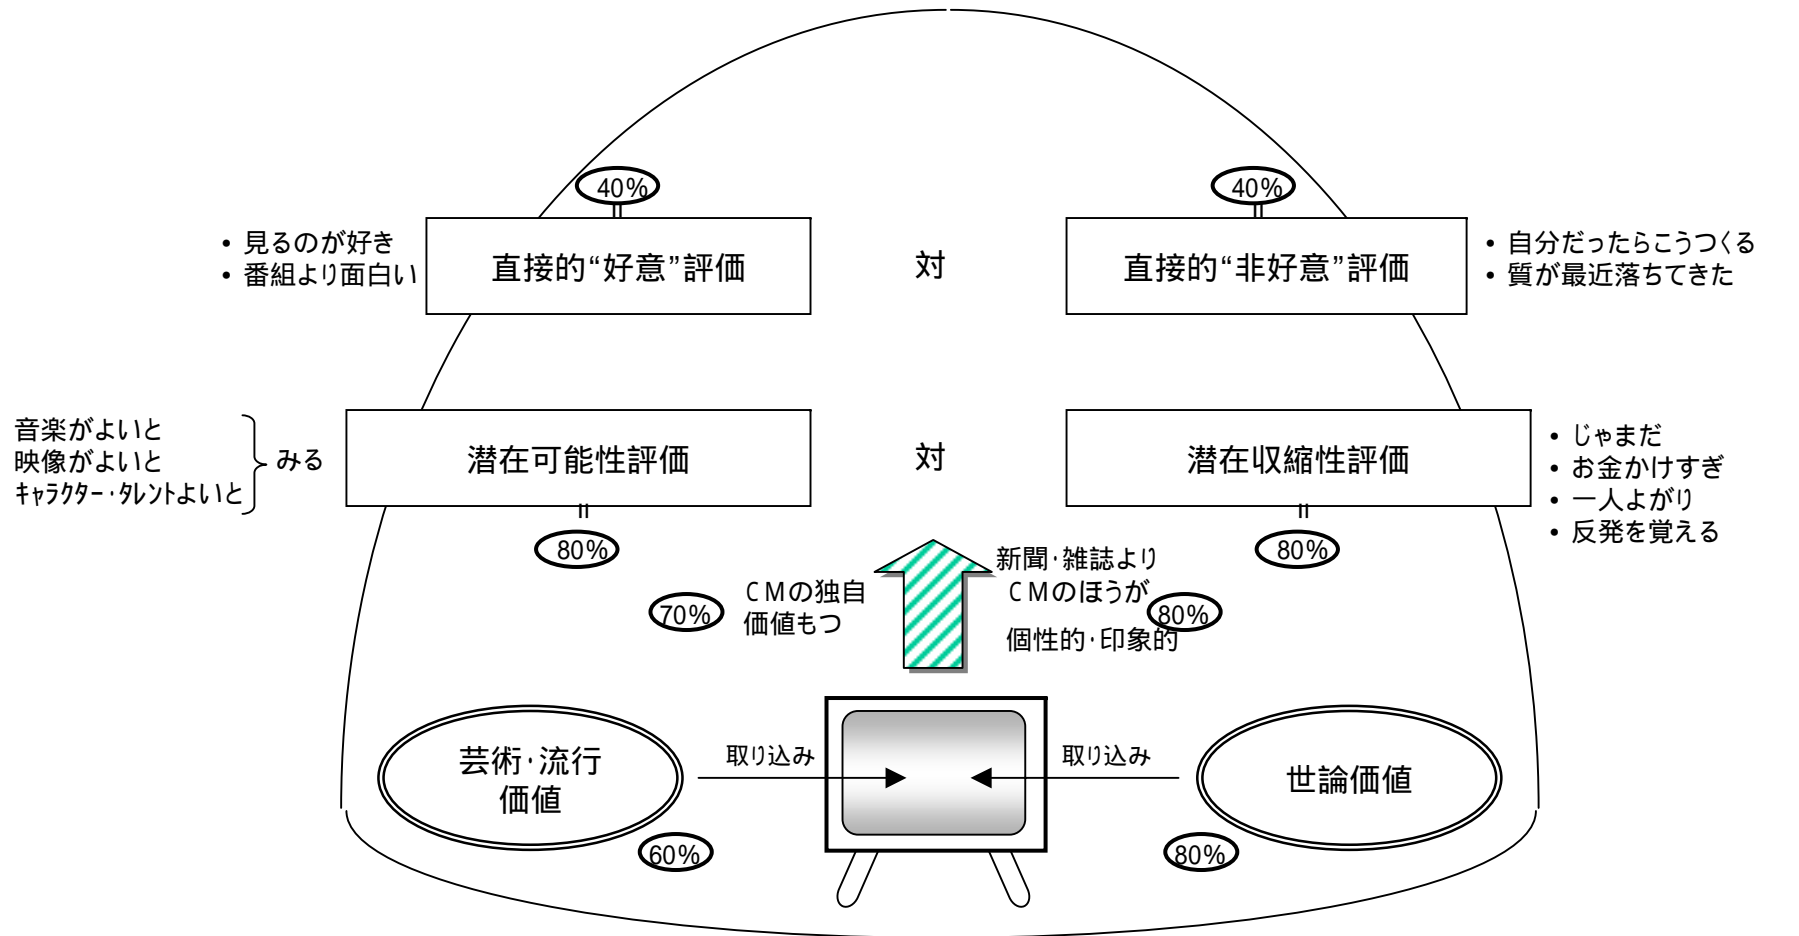 40%
40%
• 見るのが好き
• 番組より面白い
直接的“好意”評価
対
直接的“非好意”評価
• 自分だったらこうつくる
• 質が最近落ちてきた
音楽がよいと
映像がよいと
ｷｬﾗｸﾀｰ･ﾀﾚﾝﾄよいと
みる
潜在可能性評価
対
潜在収縮性評価
• じゃまだ
• お金かけすぎ
• 一人よがり
• 反発を覚える
80%
80%
70%
ＣＭの独自
価値もつ
新聞･雑誌より
ＣＭのほうが
個性的･印象的
80%
芸術･流行
価値
取り込み
取り込み
世論価値
60%
80%